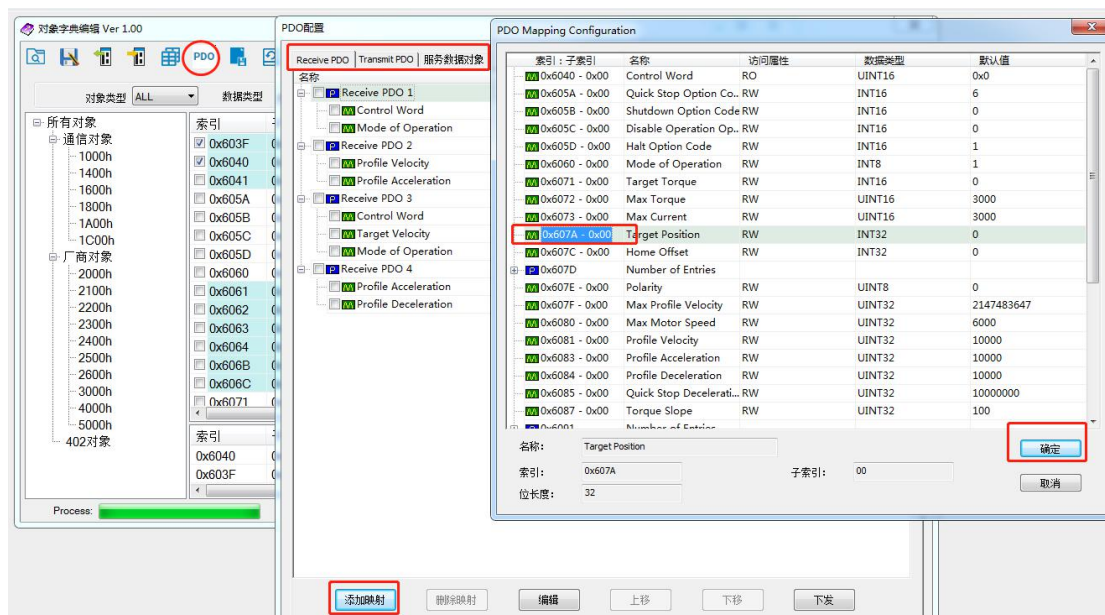 对象字典编辑 Ver 1.00
PDO
对象类型 ALL 数据类型
所有对象
通信对象
1000h
1400h
1600h
1800h
1A00h
1C00h
厂商对象
2000h
2100h
2200h
2300h
2400h
2500h
2600h
3000h
4000h
5000h
402对象
索引
0x603F
0x6040
0x6041
0x605A
0x605B
0x605C
0x605D
0x6060
0x6061
0x6062
0x6063
0x6064
0x606B
0x606C
0x6071
索引
0x6040
0x603F
Process:
PDO配置
Receive PDO Transmit PDO 服务数据对象
名称
Receive PDO 1
Control Word
Mode of Operation
Receive PDO 2
Profile Velocity
Profile Acceleration
Receive PDO 3
Control Word
Target Velocity
Mode of Operation
Receive PDO 4
Profile Acceleration
Profile Deceleration
添加映射 删除映射 编辑 上移 下移 下发
PDO Mapping Configuration
索引：子索引 名称 访问属性 数据类型 默认值
0x6040 - 0x00 Control Word RO UINT16 0x0
0x605A - 0x00 Quick Stop Option Co.. RW INT16 6
0x605B - 0x00 Shutdown Option Code RW INT16 0
0x605C - 0x00 Disable Operation Op.. RW INT16 0
0x605D - 0x00 Halt Option Code RW INT16 1
0x6060 - 0x00 Mode of Operation RW INT8 1
0x6071 - 0x00 Target Torque RW INT16 0
0x6072 - 0x00 Max Torque RW UINT16 3000
0x6073 - 0x00 Max Current RW UINT16 3000
0x607A - 0x00 Target Position RW INT32 0
0x607C - 0x00 Home Offset RW INT32 0
0x607D Number of Entries
0x607E - 0x00 Polarity RW UINT8 0
0x607F - 0x00 Max Profile Velocity RW UINT32 2147483647
0x6080 - 0x00 Max Motor Speed RW UINT32 6000
0x6081 - 0x00 Profile Velocity RW UINT32 10000
0x6083 - 0x00 Profile Acceleration RW UINT32 10000
0x6084 - 0x00 Profile Deceleration RW UINT32 10000
0x6085 - 0x00 Quick Stop Decelerati... RW UINT32 10000000
0x6087 - 0x00 Torque Slope RW UINT32 100
0x6091 Number of Entries
名称: Target Position
确定
索引: 0x607A 子索引: 00
取消
位长度: 32